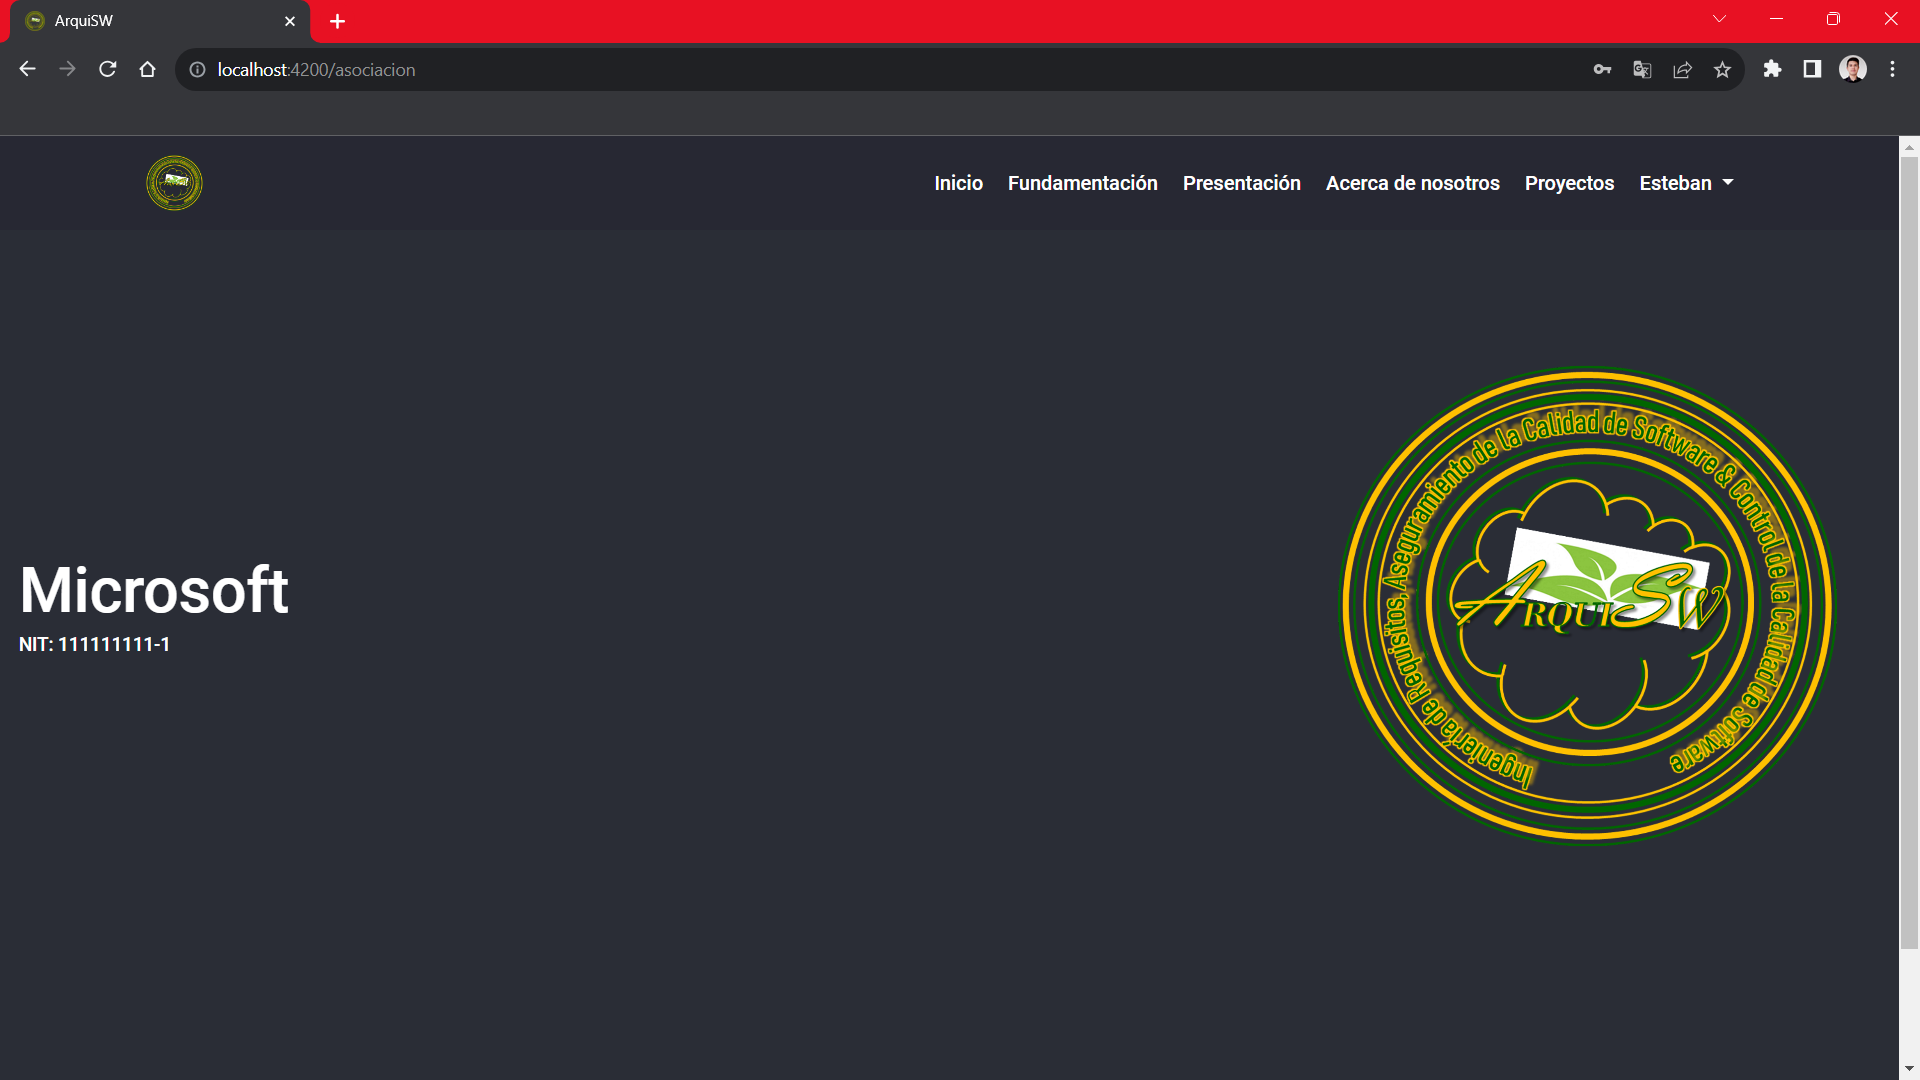 ArquiSW
localhost:4200/asociacion
Inicio Fundamentación Presentación Acerca de nosotros Proyectos Esteban
Microsoft
NIT: 111111111-1
Ingeniería de Requisitos, Aseguramiento de la Calidad de Software & Control de la Calidad de Software
ARQUISW